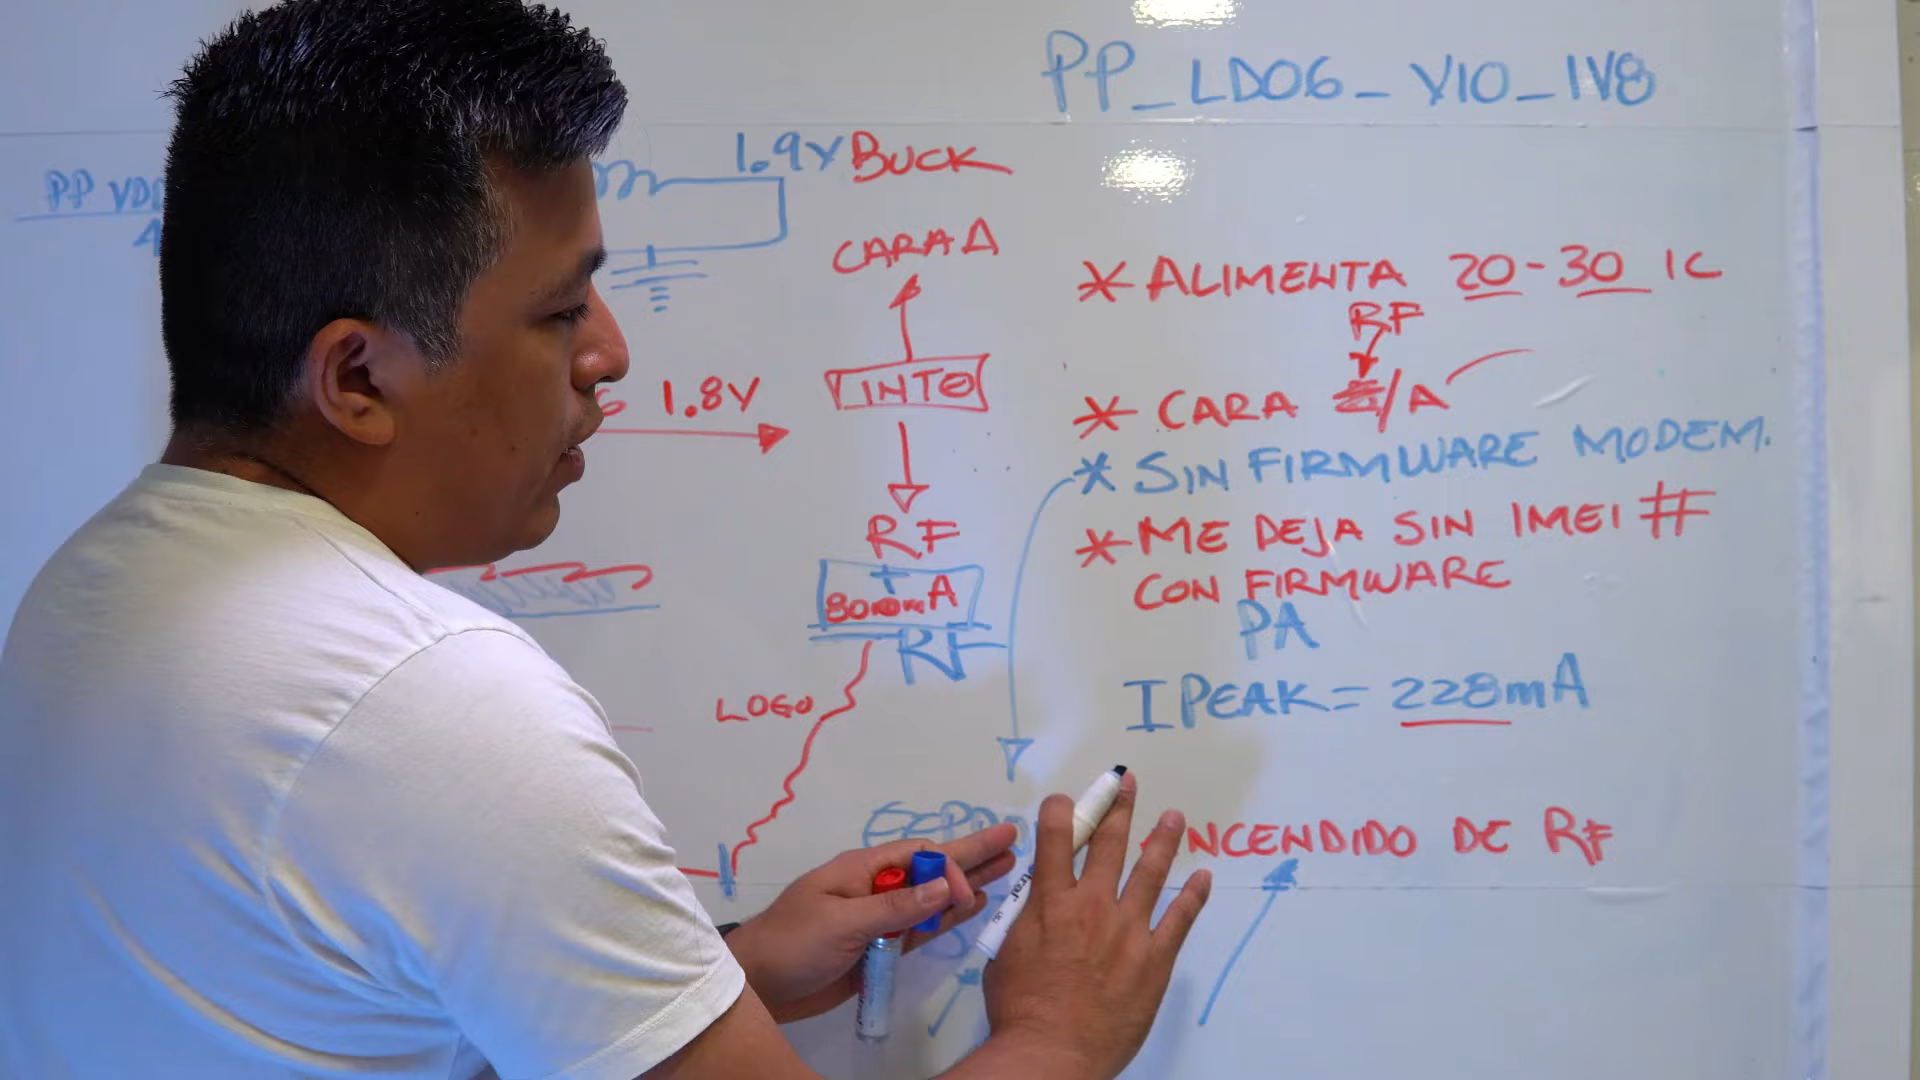 PP_LDO6_VIO_1V8
PP VDD
1.9V BUCK
CARA A
INTO
1.8V
RF
+
800mA
RF
LOGO
* ALIMENTA 20-30 IC
RF
* CARA /A
* SIN FIRMWARE MODEM.
* ME DEJA SIN IMEI #
CON FIRMWARE
PA
I PEAK = 228mA
ENCENDIDO DE RF